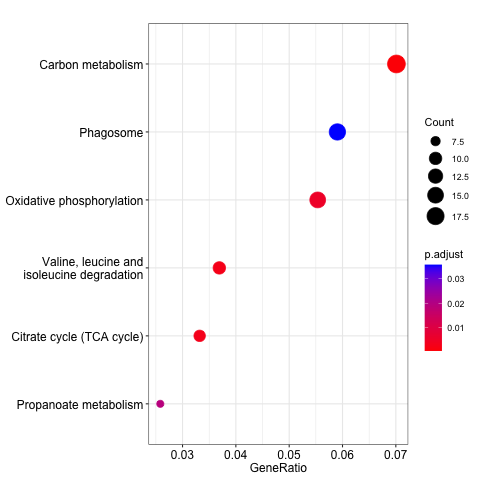 Carbon metabolism
Phagosome
Oxidative phosphorylation
Valine, leucine and
isoleucine degradation
Citrate cycle (TCA cycle)
Propanoate metabolism
0.03 0.04 0.05 0.06 0.07
GeneRatio
Count
7.5
10.0
12.5
15.0
17.5
p.adjust
0.03
0.02
0.01